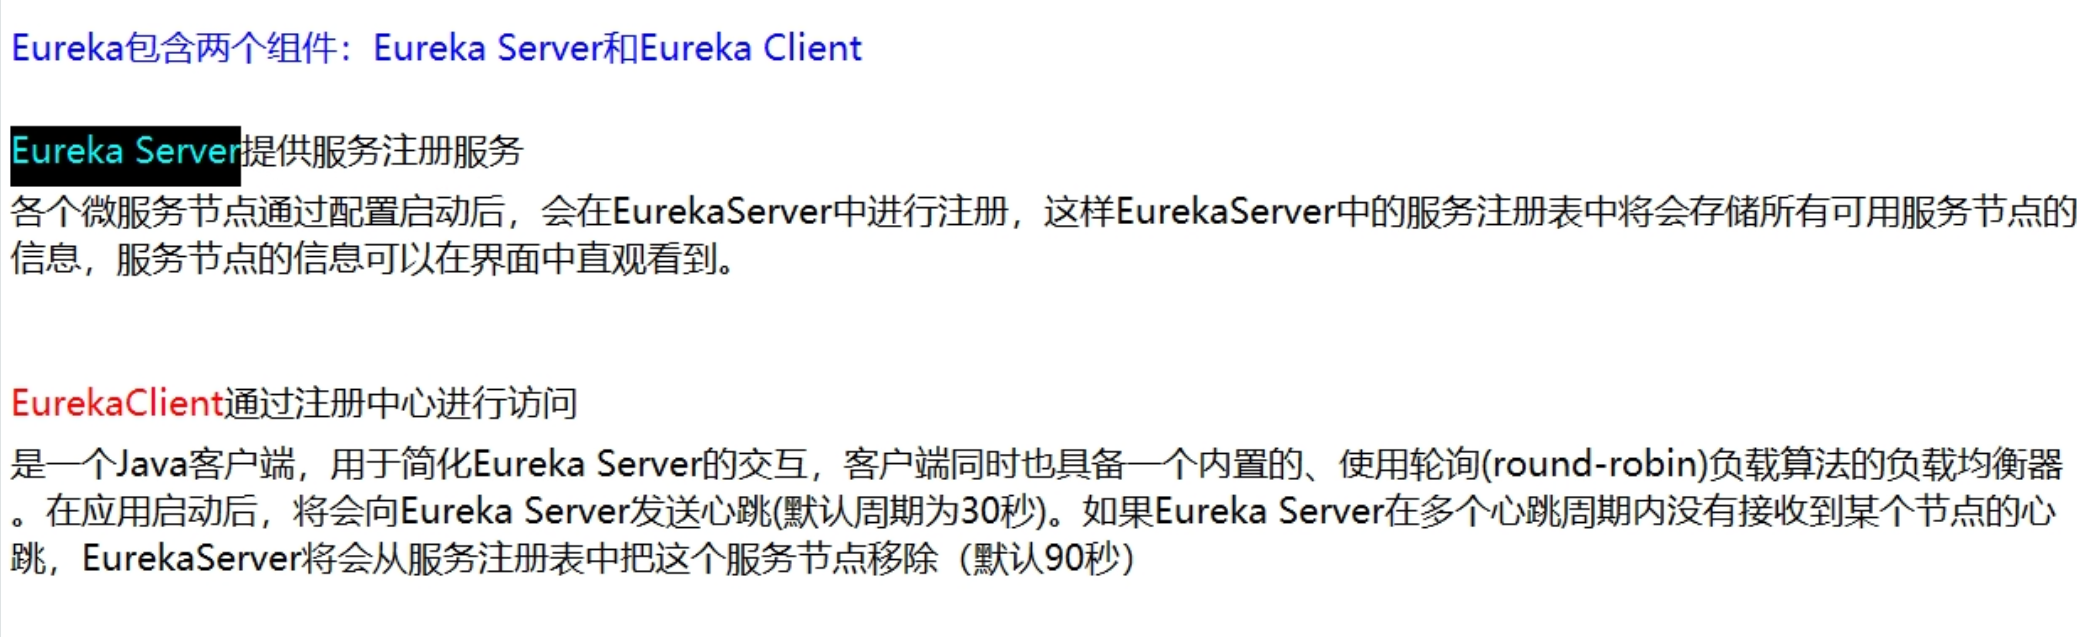 Eureka包含两个组件：Eureka Server和Eureka Client
Eureka Server提供服务注册服务
各个微服务节点通过配置启动后，会在EurekaServer中进行注册，这样EurekaServer中的服务注册表中将会存储所有可用服务节点的
信息，服务节点的信息可以在界面中直观看到。
EurekaClient通过注册中心进行访问
是一个Java客户端，用于简化Eureka Server的交互，客户端同时也具备一个内置的、使用轮询(round-robin)负载算法的负载均衡器
。在应用启动后，将会向Eureka Server发送心跳(默认周期为30秒)。如果Eureka Server在多个心跳周期内没有接收到某个节点的心
跳，EurekaServer将会从服务注册表中把这个服务节点移除（默认90秒）